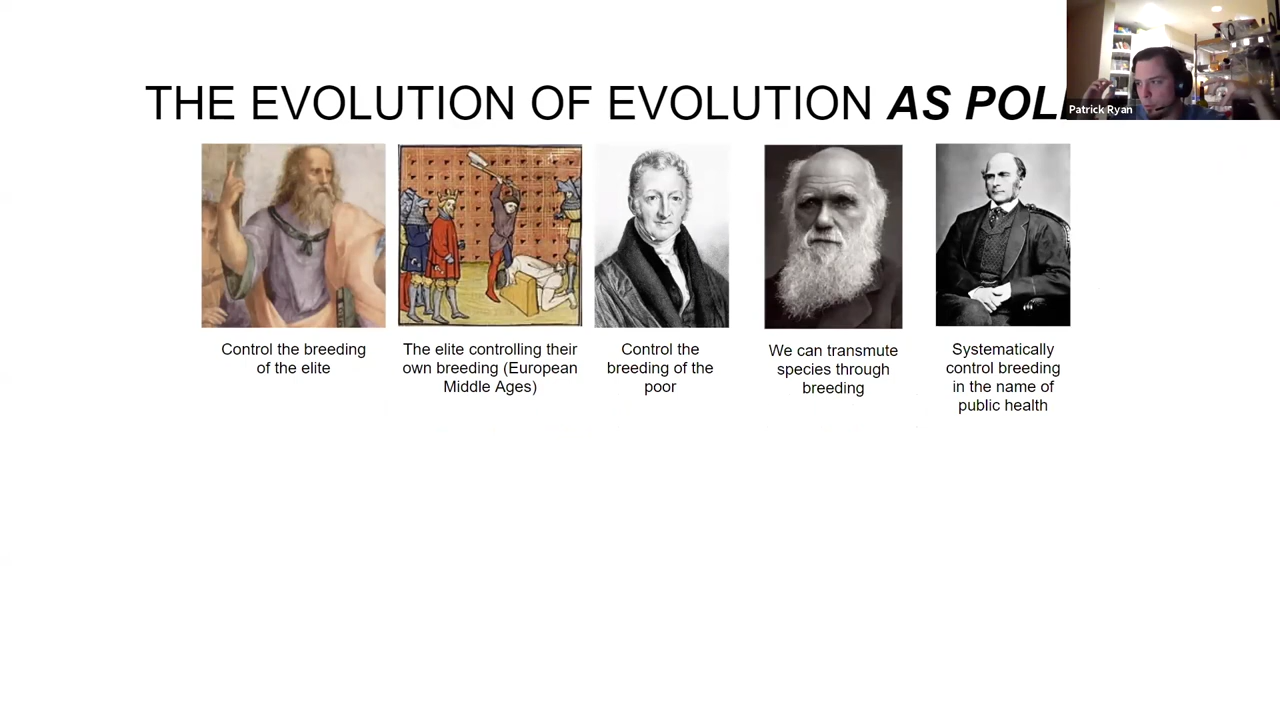 THE EVOLUTION OF EVOLUTION AS POL
Patrick Ryan
Control the breeding
of the elite
The elite controlling their
own breeding (European
Middle Ages)
Control the
breeding of the
poor
We can transmute
species through
breeding
Systematically
control breeding
in the name of
public health